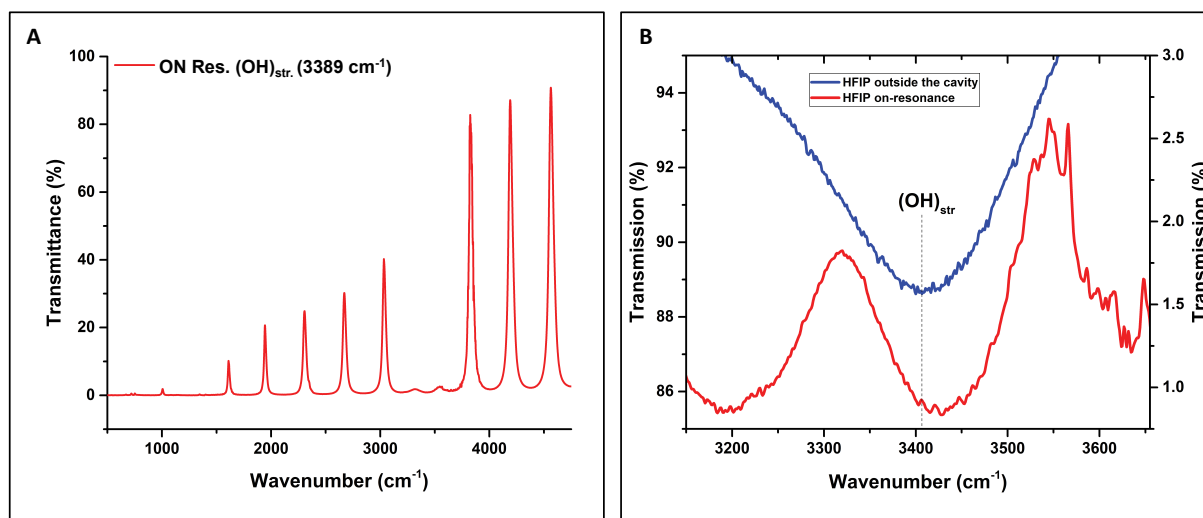 A
ON Res. (OH)str. (3389 cm-1)
100
80
60
40
20
0
Transmittance (%)
1000
2000
3000
4000
Wavenumber (cm-1)
B
HFIP outside the cavity
HFIP on-resonance
(OH)str
94
92
90
88
86
Transmission (%)
3.0
2.5
2.0
1.5
1.0
Transmission (%)
3200
3300
3400
3500
3600
Wavenumber (cm-1)